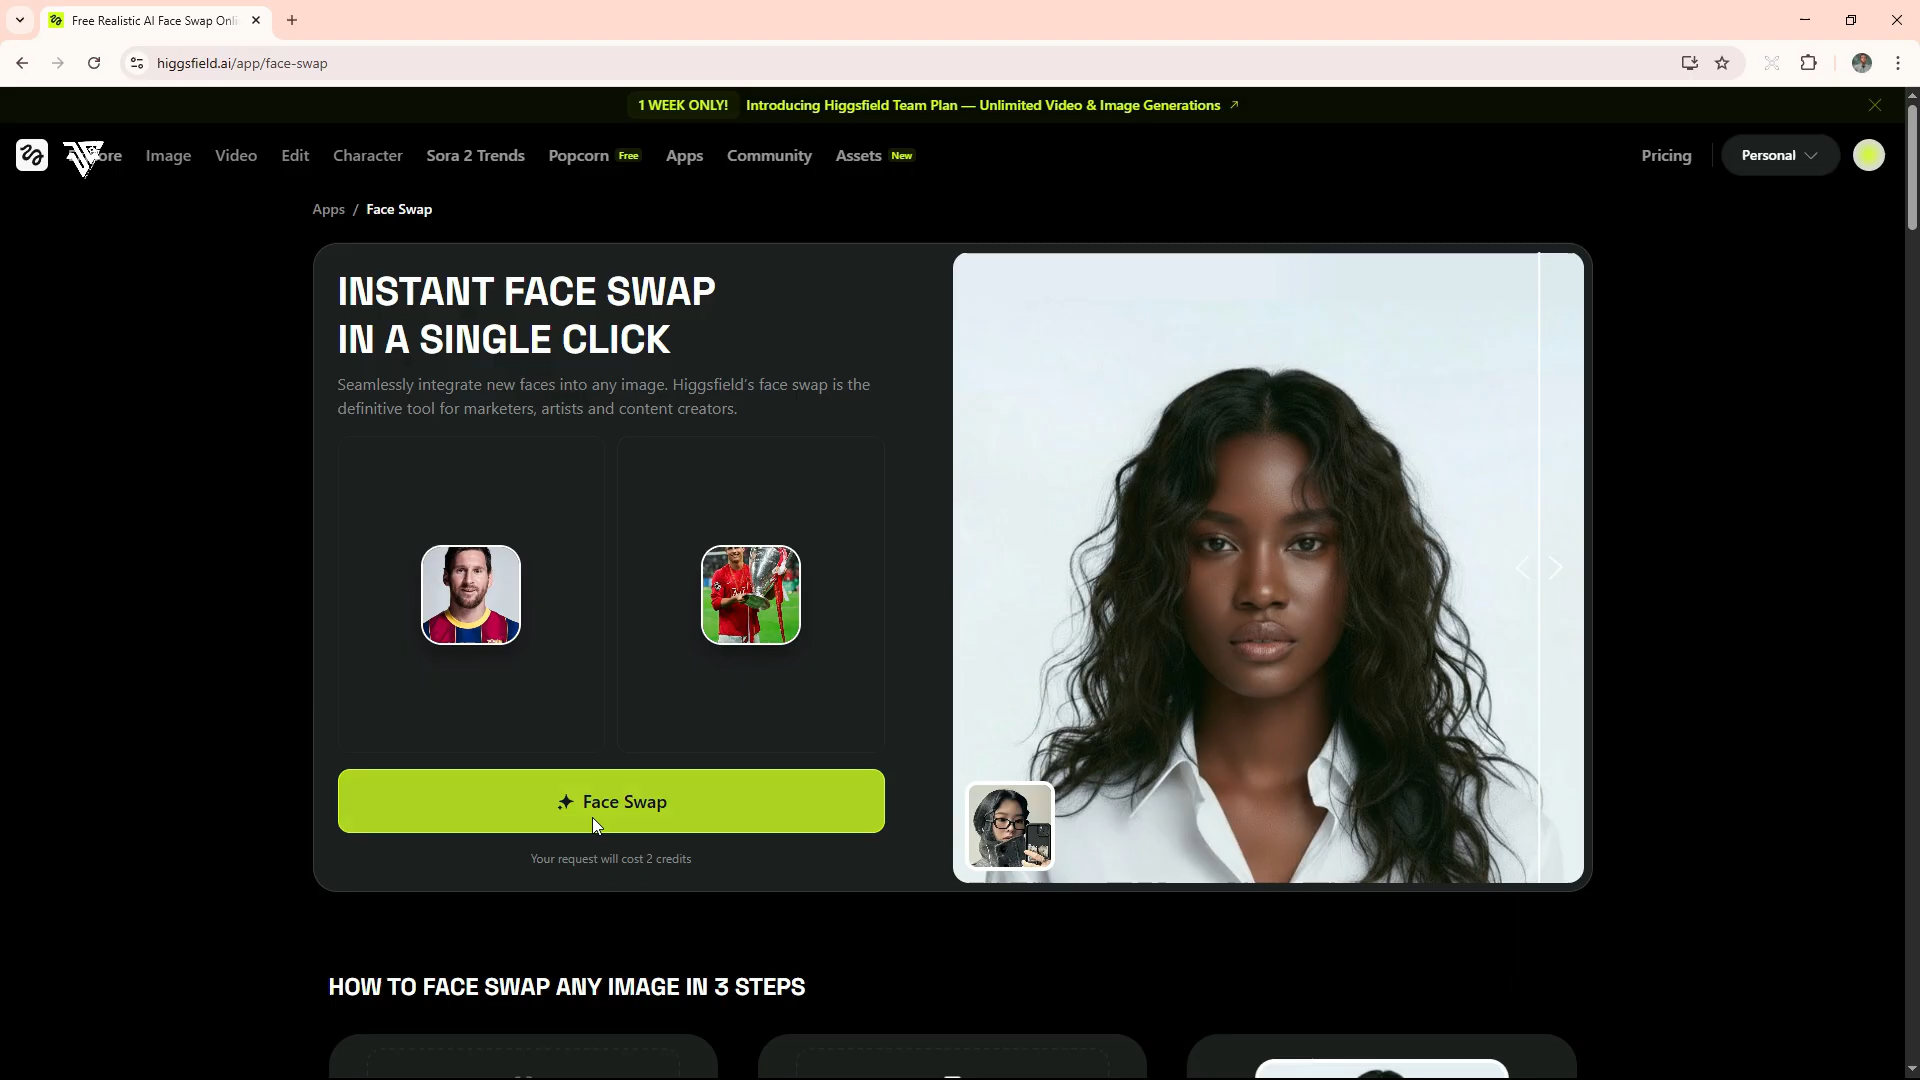 Free Realistic AI Face Swap Onli
higgsfield.ai/app/face-swap
1 WEEK ONLY! Introducing Higgsfield Team Plan — Unlimited Video & Image Generations
Image Video Edit Character Sora 2 Trends Popcorn Free Apps Community Assets New Pricing Personal
Apps / Face Swap
INSTANT FACE SWAP
IN A SINGLE CLICK
Seamlessly integrate new faces into any image. Higgsfield's face swap is the
definitive tool for marketers, artists and content creators.
Face Swap
Your request will cost 2 credits
HOW TO FACE SWAP ANY IMAGE IN 3 STEPS